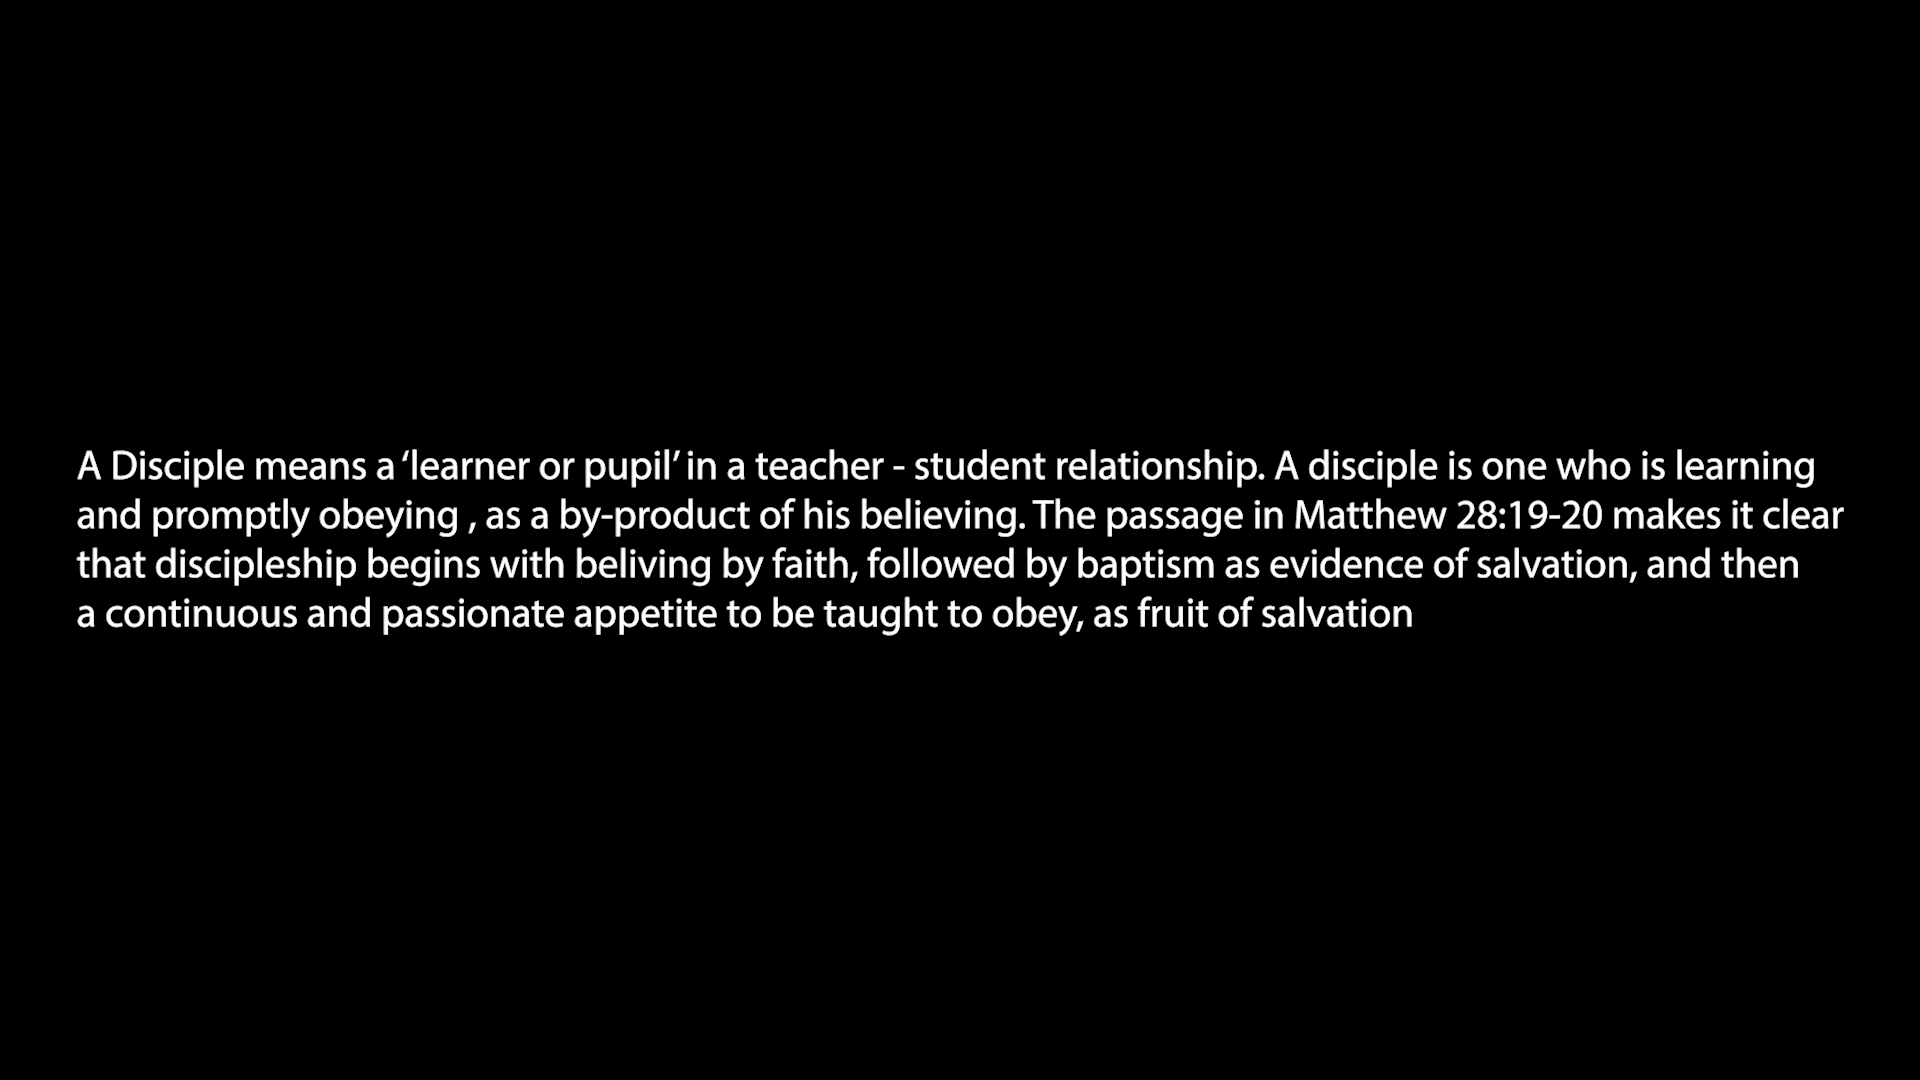 A Disciple means a ‘learner or pupil’ in a teacher - student relationship. A disciple is one who is learning
and promptly obeying , as a by-product of his believing. The passage in Matthew 28:19-20 makes it clear
that discipleship begins with beliving by faith, followed by baptism as evidence of salvation, and then
a continuous and passionate appetite to be taught to obey, as fruit of salvation